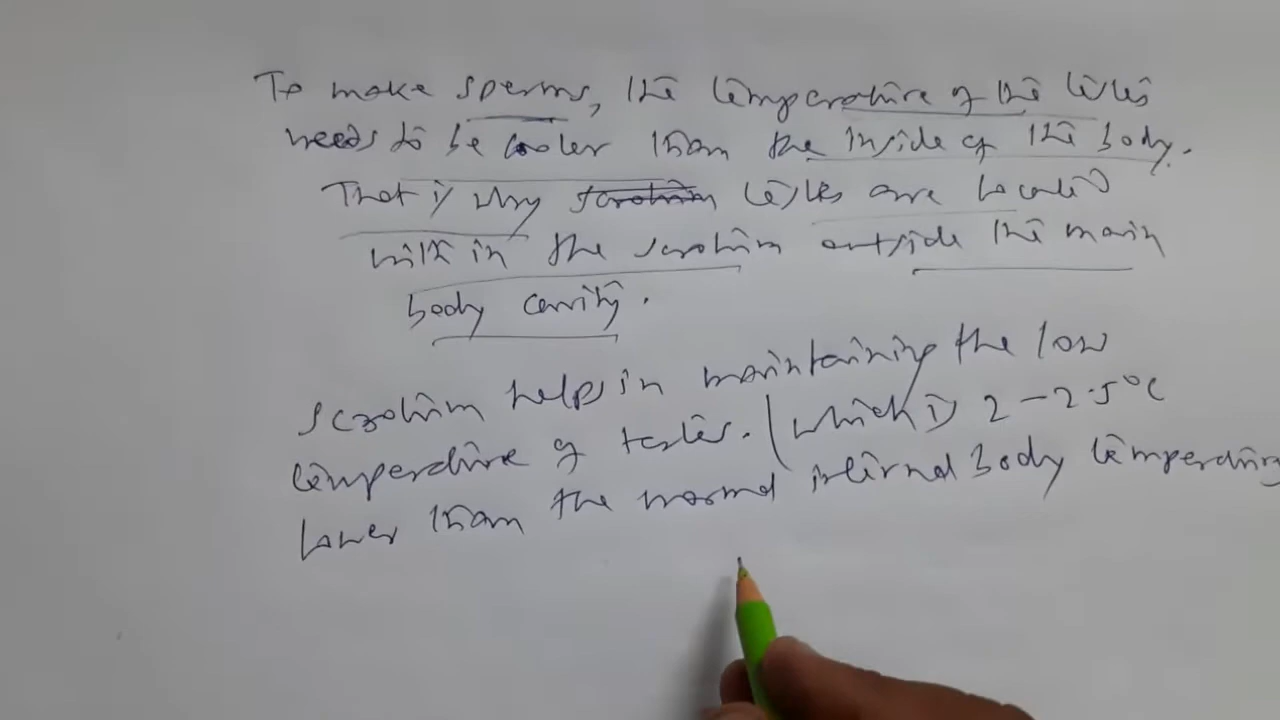 To make sperms, the temperature of the testes
needs to be cooler than the inside of the body.
That is why scrotum testes are located
with in the scrotum outside the main
body cavity.
Scrotum helps in maintaining the low
temperature of testes. (which is 2-2.5°C
lower than the normal internal body temperature